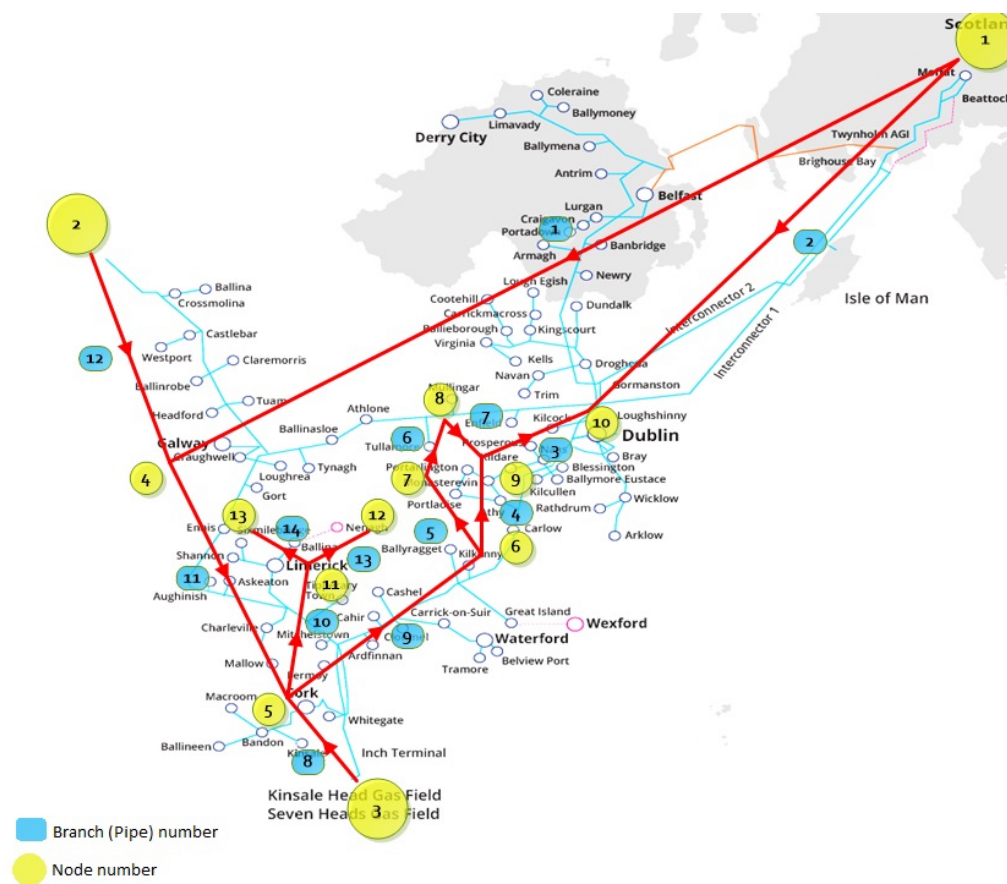 Scotlan
1
Moffat
Beattock
Coleraine
Ballymoney
Limavady
Derry City
Twynholm AGI
Ballymena
Brighouse Bay
Antrim
Belfast
2
Lurgan
Craigavon
1
Portadown
2
Armagh
Banbridge
Newry
Lough Egish
Ballina
Isle of Man
Crossmolina
Cootehill
Dundalk
Interconnector 2
Carrickmacross
Castlebar
Bailieborough
Kingscourt
Interconnector 1
12
Westport
Claremorris
Virginia
Kells
Drogheda
Ballinrobe
Navan
Gormanston
Mullingar
Trim
Tuam
8
Headford
Athlone
7
Enfield
Kilcock
10
Loughshinny
Ballinasloe
6
Dublin
Galway
Tullamore
Prosperous
Naas
3
Craughwell
Kildare
Bray
4
Portarlington
Blessington
Tynagh
7
Monasterevin
9
Ballymore Eustace
Loughrea
Kilcullen
Gort
Wicklow
Portlaoise
Rathdrum
13
12
Athy
4
Ennis
14
Nenagh
5
Carlow
Arklow
Shannon
Ballina
13
Ballyragget
Kilkenny
6
Limerick
11
Askeaton
11
Cashel
Aughinish
Town
Carrick-on-Suir
Great Island
10
Cahir
Wexford
Charleville
Mitchelstown
9
Clonmel
Waterford
Ardfinnan
Mallow
Tramore
Belview Port
Fermoy
Macroom
Cork
5
Whitegate
Ballineen
Bandon
Kinsale
Inch Terminal
8
Kinsale Head Gas Field
3
Seven Heads Gas Field
Branch (Pipe) number
Node number